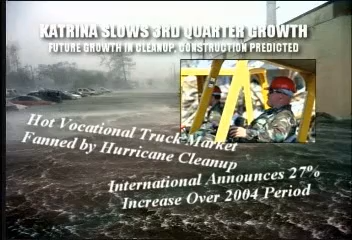 KATRINA SLOWS 3RD QUARTER GROWTH
FUTURE GROWTH IN CLEANUP, CONSTRUCTION PREDICTED
Hot Vocational Truck Market
Fanned by Hurricane Cleanup
International Announces 27%
Increase Over 2004 Period